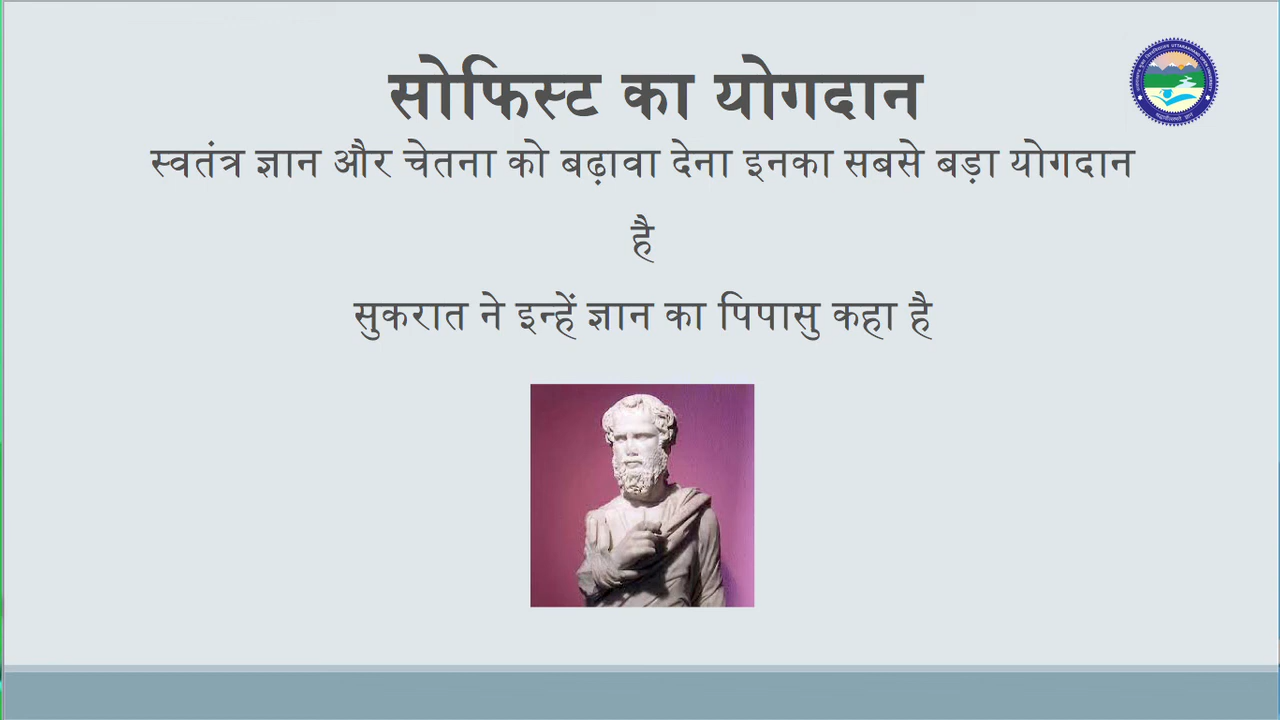 सोफिस्ट का योगदान
स्वतंत्र ज्ञान और चेतना को बढ़ावा देना इनका सबसे बड़ा योगदान
है
सुकरात ने इन्हें ज्ञान का पिपासु कहा है